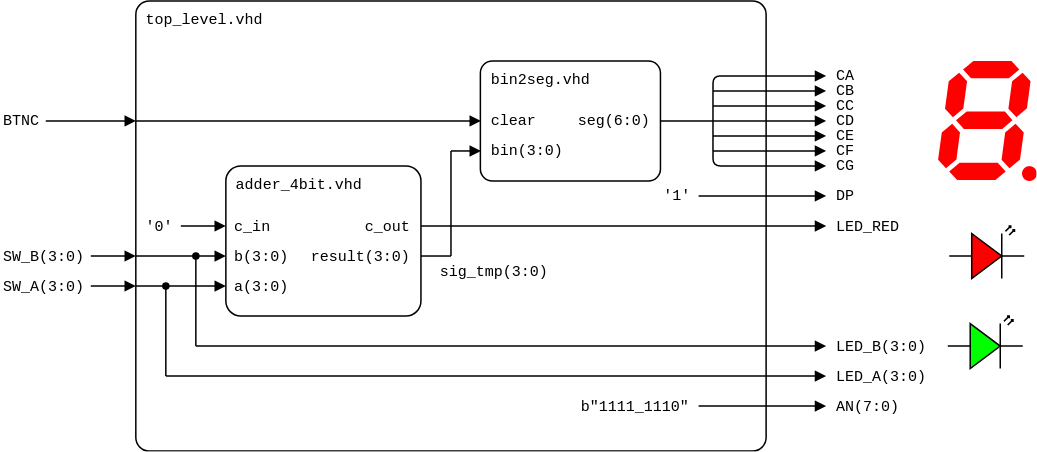 top_level.vhd
bin2seg.vhd
CA
CB
CC
BTNC
clear
seg(6:0)
CD
CE
bin(3:0)
CF
CG
adder_4bit.vhd
'1'
DP
'0'
c_in
c_out
LED_RED
SW_B(3:0)
b(3:0)
result(3:0)
sig_tmp(3:0)
SW_A(3:0)
a(3:0)
LED_B(3:0)
LED_A(3:0)
b"1111_1110"
AN(7:0)
8.